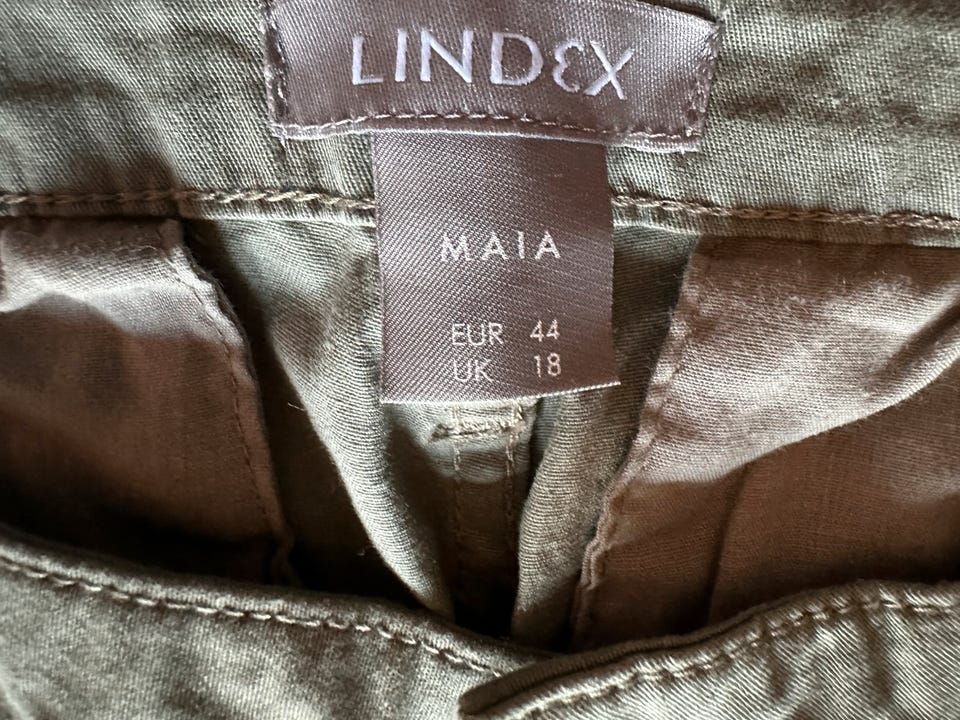 LINDEX
MAIA
EUR 44
UK 18